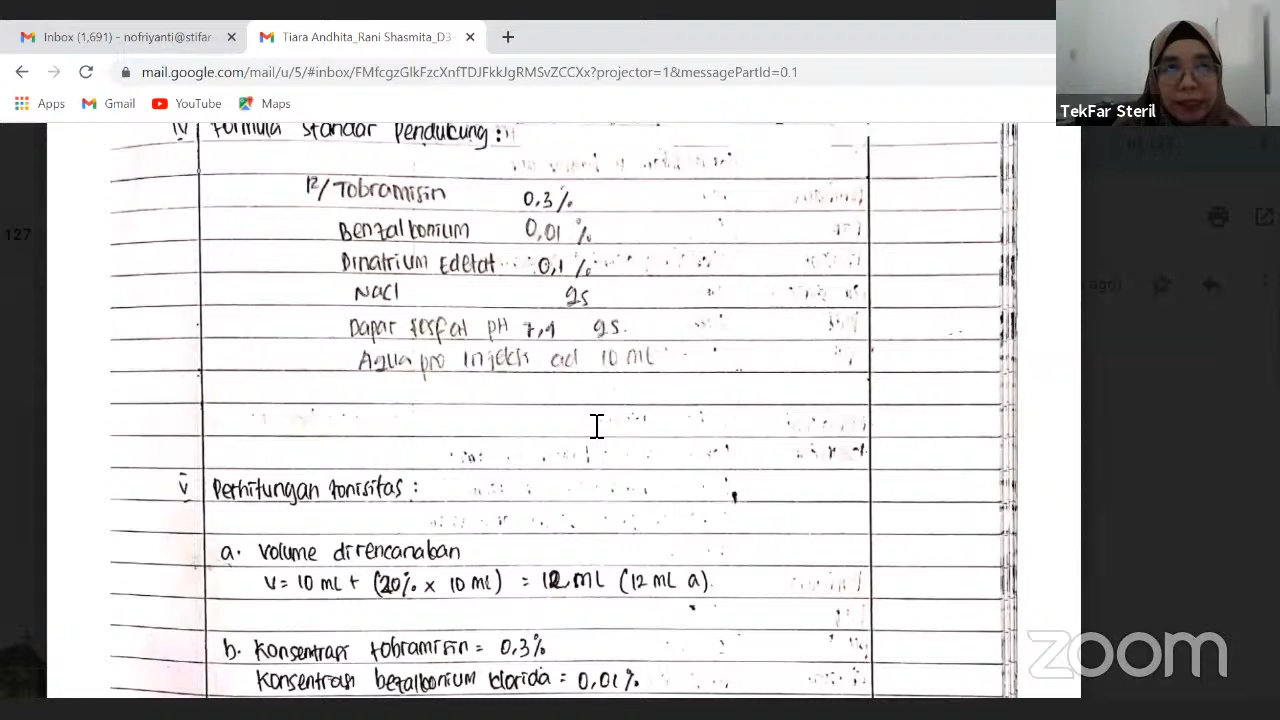 Inbox (1,691) - nofriyanti@stifar
Tiara Andhita_Rani Shasmita_D3-
mail.google.com/mail/u/5/#inbox/FMfcgzGlkFzcXnfTDJFkkJgRMSvZCCXx?projector=1&messagePartId=0.1
Apps Gmail YouTube Maps
TekFar Steril
127
IV Formula standar Pendukung :
R/ Tobramisin 0.3%
Benzalkonium 0,01 %
Dinatrium Edetat 0,1 %
NaCl qs
Dapar fosfat pH 7,4 qs.
Aqua pro injeksi ad 10 ml
V Perhitungan tonisitas :
a. Volume direncanakan
V = 10 ml + (20% x 10 ml) = 12 ml (12 ml a).
b. Konsentrasi tobramisin = 0.3%
Konsentrasi bezalkonium klorida = 0,01%
zoom